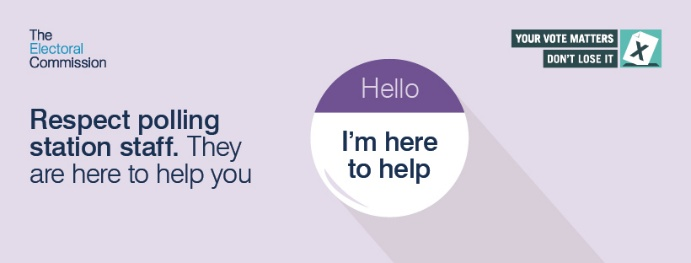 The
Electoral
Commission
YOUR VOTE MATTERS
DON'T LOSE IT
X
Respect polling
station staff. They
are here to help you
Hello
I'm here
to help